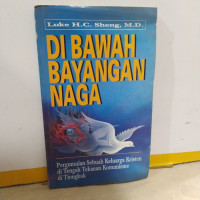 Luke H.C. Sheng, M.D.
DI BAWAH
BAYANGAN
NAGA
Pergumulan Sebuah Keluarga Kristen
di Tengah Tekanan Komunisme
di Tiongkok